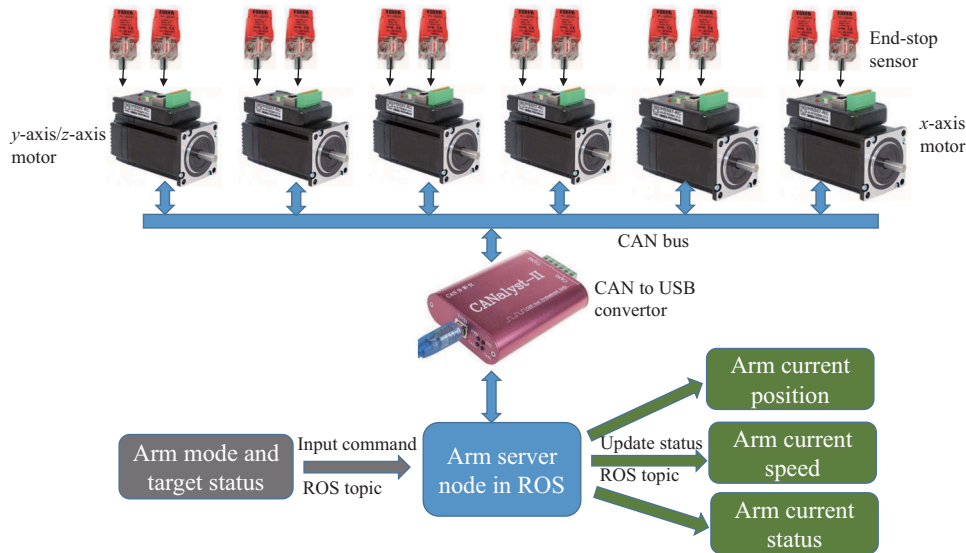 End-stop
sensor
y-axis/z-axis
motor
x-axis
motor
CAN bus
CANalyst-II
CAN to USB
convertor
Arm current
position
Arm mode and
target status
Input command
ROS topic
Arm server
node in ROS
Update status
ROS topic
Arm current
speed
Arm current
status